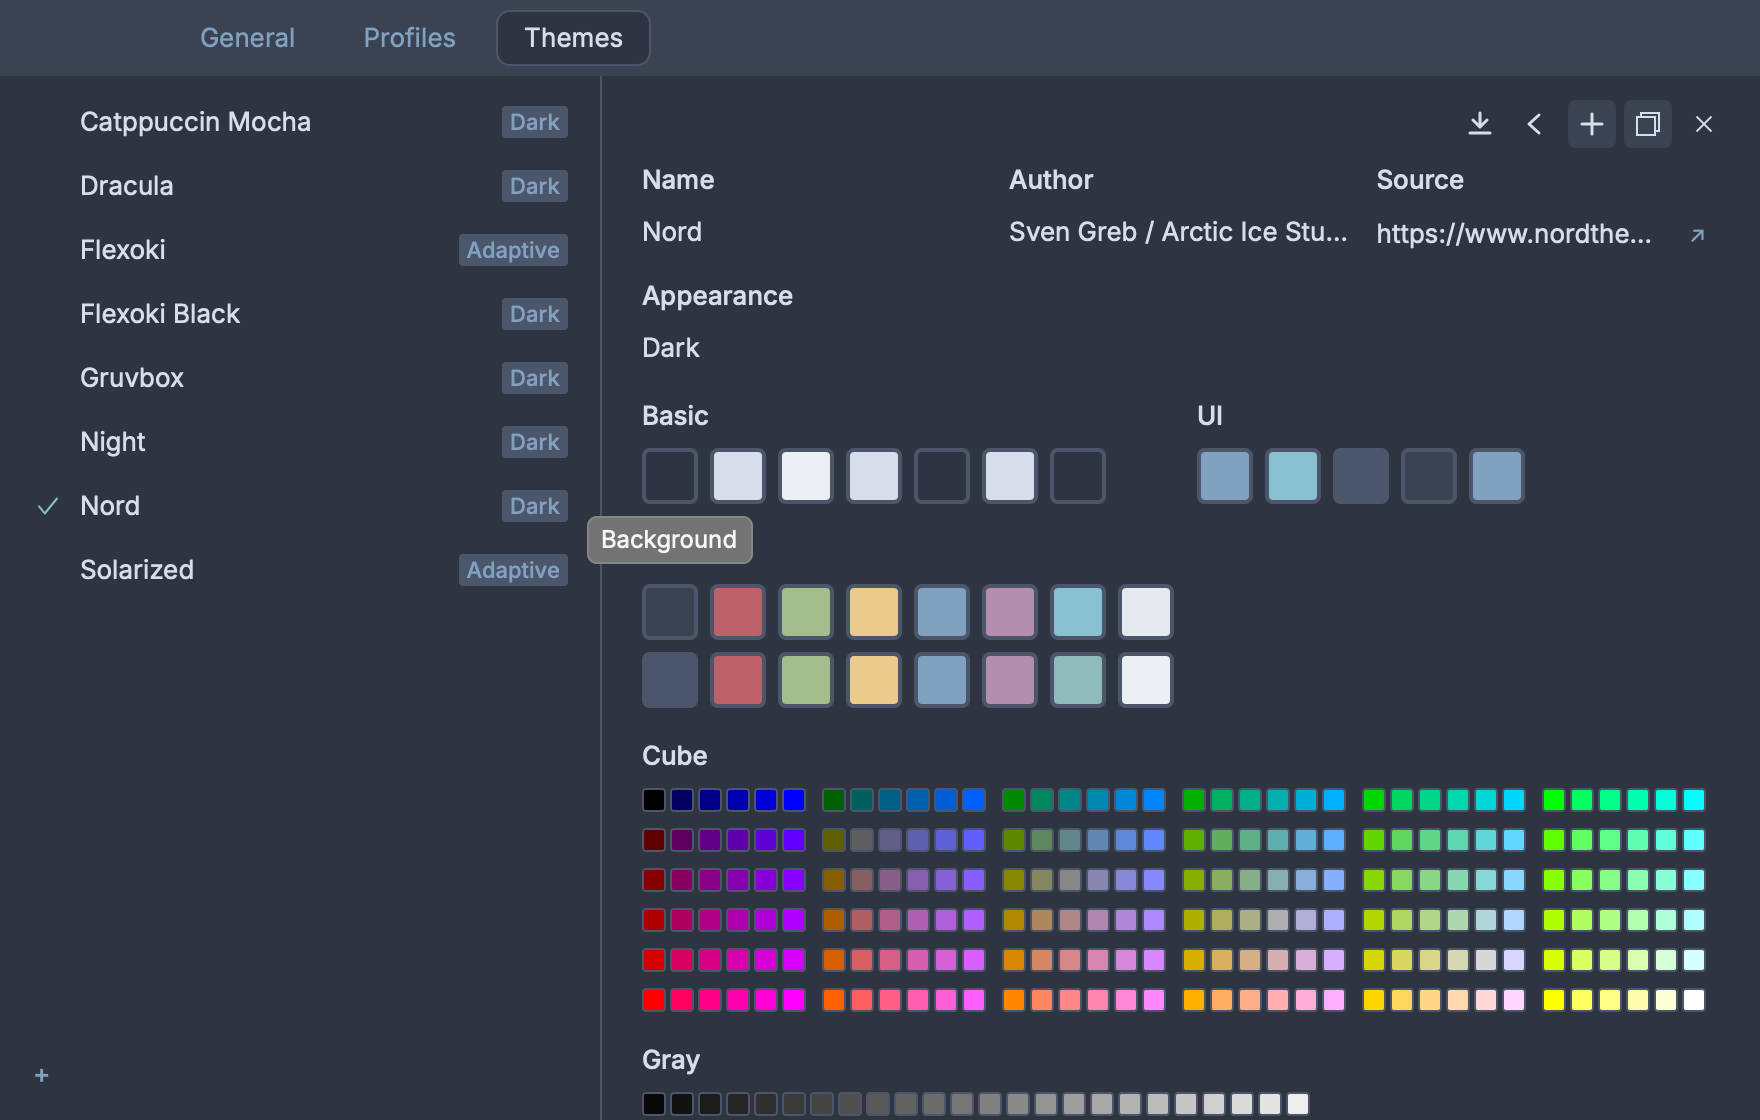 General Profiles Themes
Catppuccin Mocha Dark
Dracula Dark
Flexoki Adaptive
Flexoki Black Dark
Gruvbox Dark
Night Dark
Nord Dark
Solarized Adaptive
+
Name Author Source
Nord Sven Greb / Arctic Ice Stu... https://www.nordthe...
Appearance
Dark
Basic UI
Background
Cube
Gray